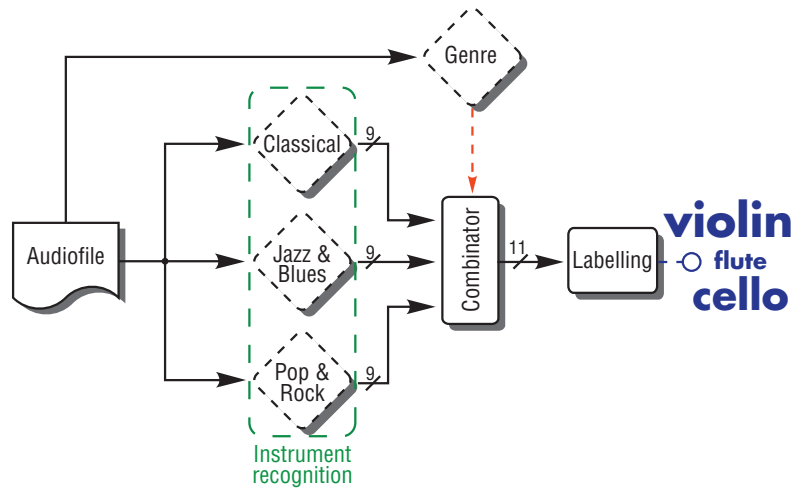 Genre
Classical
9
Audiofile
Jazz &
Blues
9
Pop &
Rock
9
Combinator
11
Labelling
violin
flute
cello
Instrument
recognition